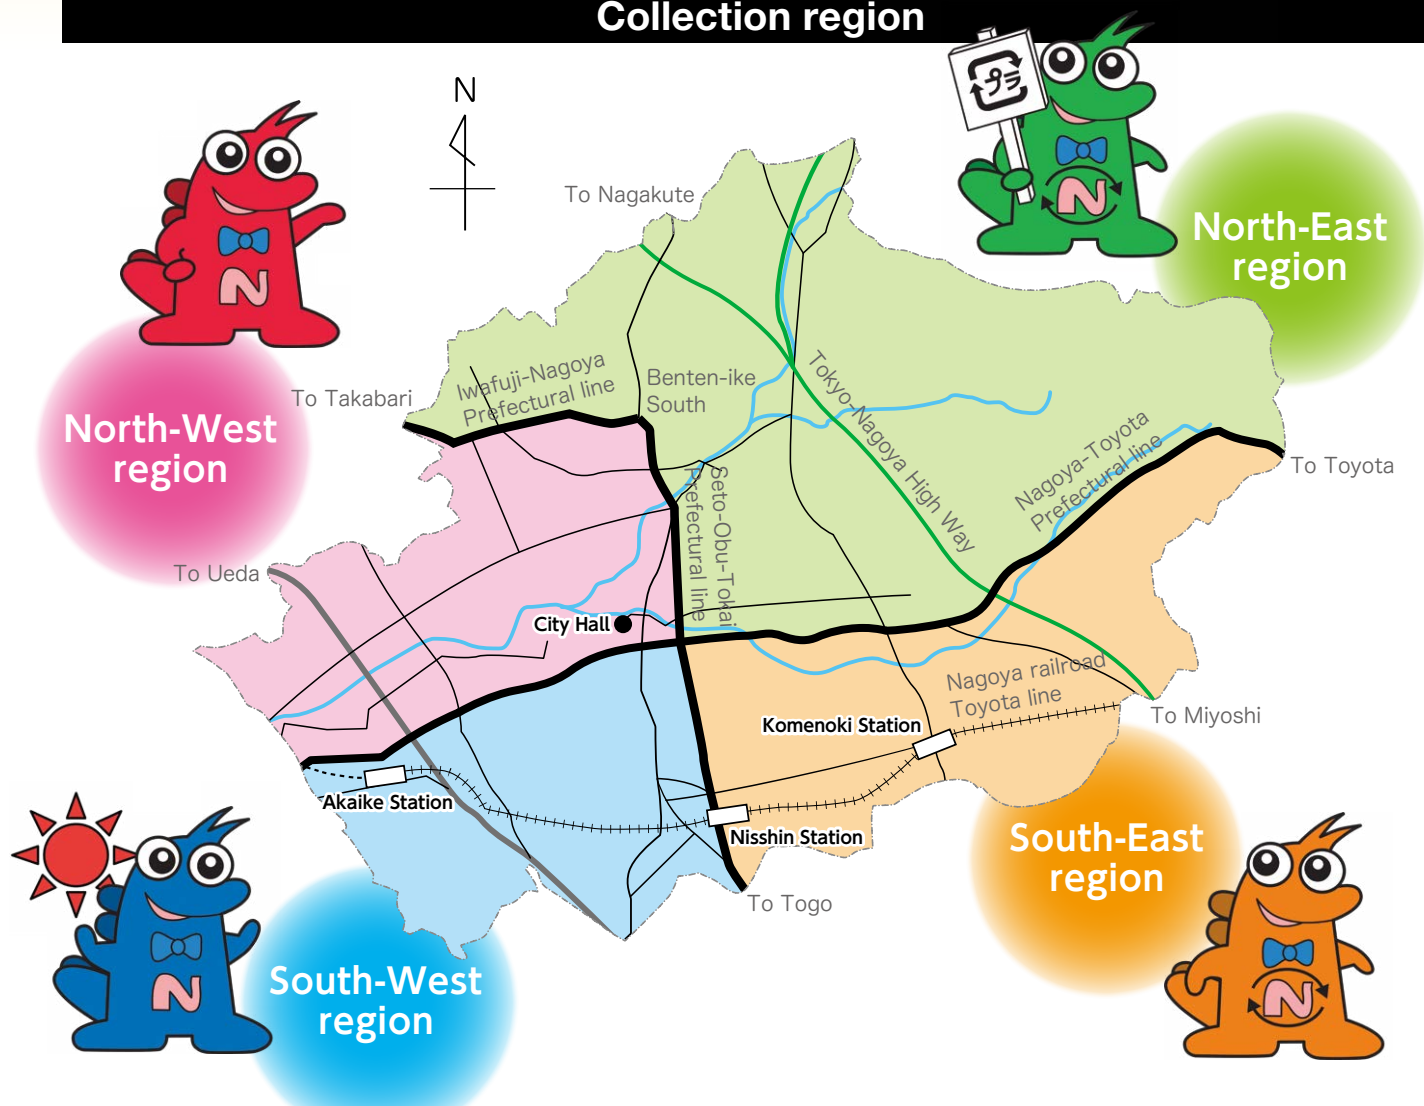 Collection region
N
プラ
N
To Nagakute
North-East
region
N
Iwafuji-Nagoya
Prefectural line
Benten-ike
South
To Takabari
Tokyo-Nagoya High Way
North-West
region
Nagoya-Toyota
Prefectural line
To Toyota
Seto-Obu-Tokai
Prefectural line
To Ueda
City Hall
Nagoya railroad
Toyota line
Komenoki Station
To Miyoshi
Akaike Station
Nisshin Station
South-East
region
To Togo
N
South-West
region
N